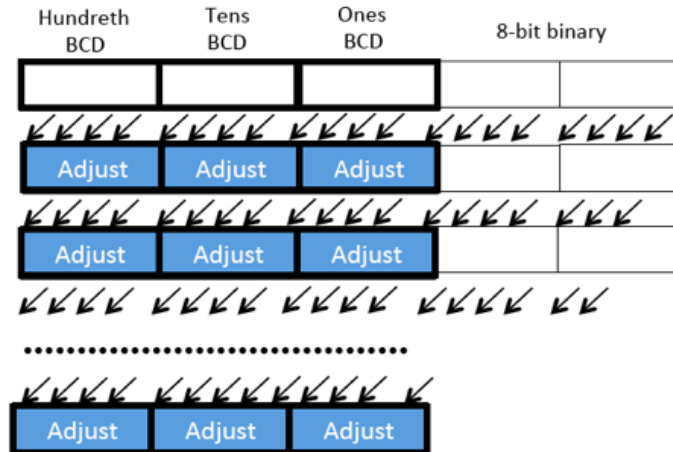 Hundreth BCD
Tens BCD
Ones BCD
8-bit binary
Adjust Adjust Adjust
Adjust Adjust Adjust
Adjust Adjust Adjust